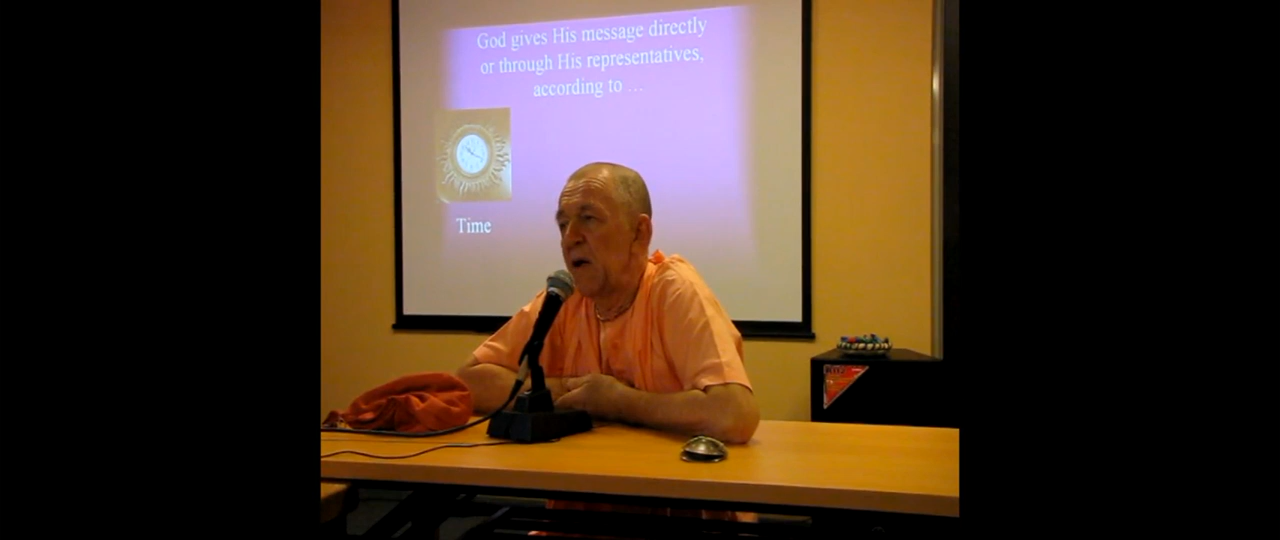 God gives His message directly
or through His representatives,
according to ...
Time